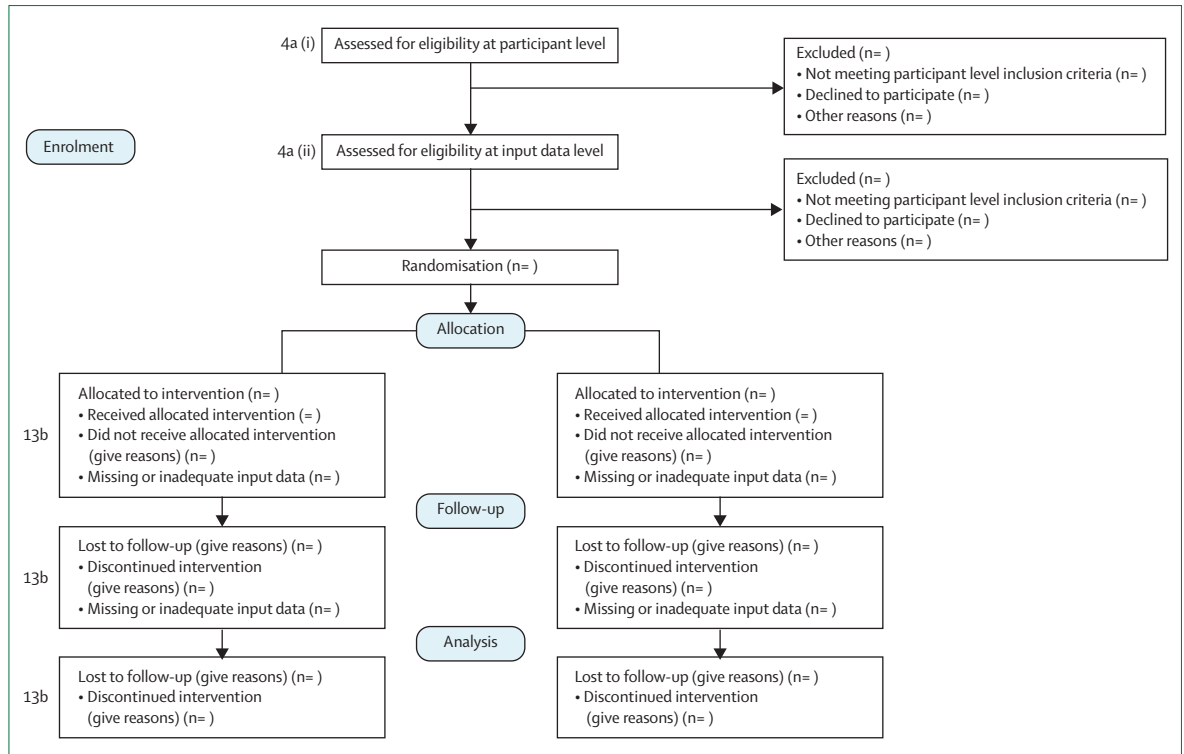 4a (i)
Assessed for eligibility at participant level
Excluded (n= )
• Not meeting participant level inclusion criteria (n= )
• Declined to participate (n= )
• Other reasons (n= )
Enrolment
4a (ii)
Assessed for eligibility at input data level
Excluded (n= )
• Not meeting participant level inclusion criteria (n= )
• Declined to participate (n= )
• Other reasons (n= )
Randomisation (n= )
Allocation
13b
Allocated to intervention (n= )
• Received allocated intervention (= )
• Did not receive allocated intervention
(give reasons) (n= )
• Missing or inadequate input data (n= )
Allocated to intervention (n= )
• Received allocated intervention (= )
• Did not receive allocated intervention
(give reasons) (n= )
• Missing or inadequate input data (n= )
Follow-up
13b
Lost to follow-up (give reasons) (n= )
• Discontinued intervention
(give reasons) (n= )
• Missing or inadequate input data (n= )
Lost to follow-up (give reasons) (n= )
• Discontinued intervention
(give reasons) (n= )
• Missing or inadequate input data (n= )
Analysis
13b
Lost to follow-up (give reasons) (n= )
• Discontinued intervention
(give reasons) (n= )
Lost to follow-up (give reasons) (n= )
• Discontinued intervention
(give reasons) (n= )